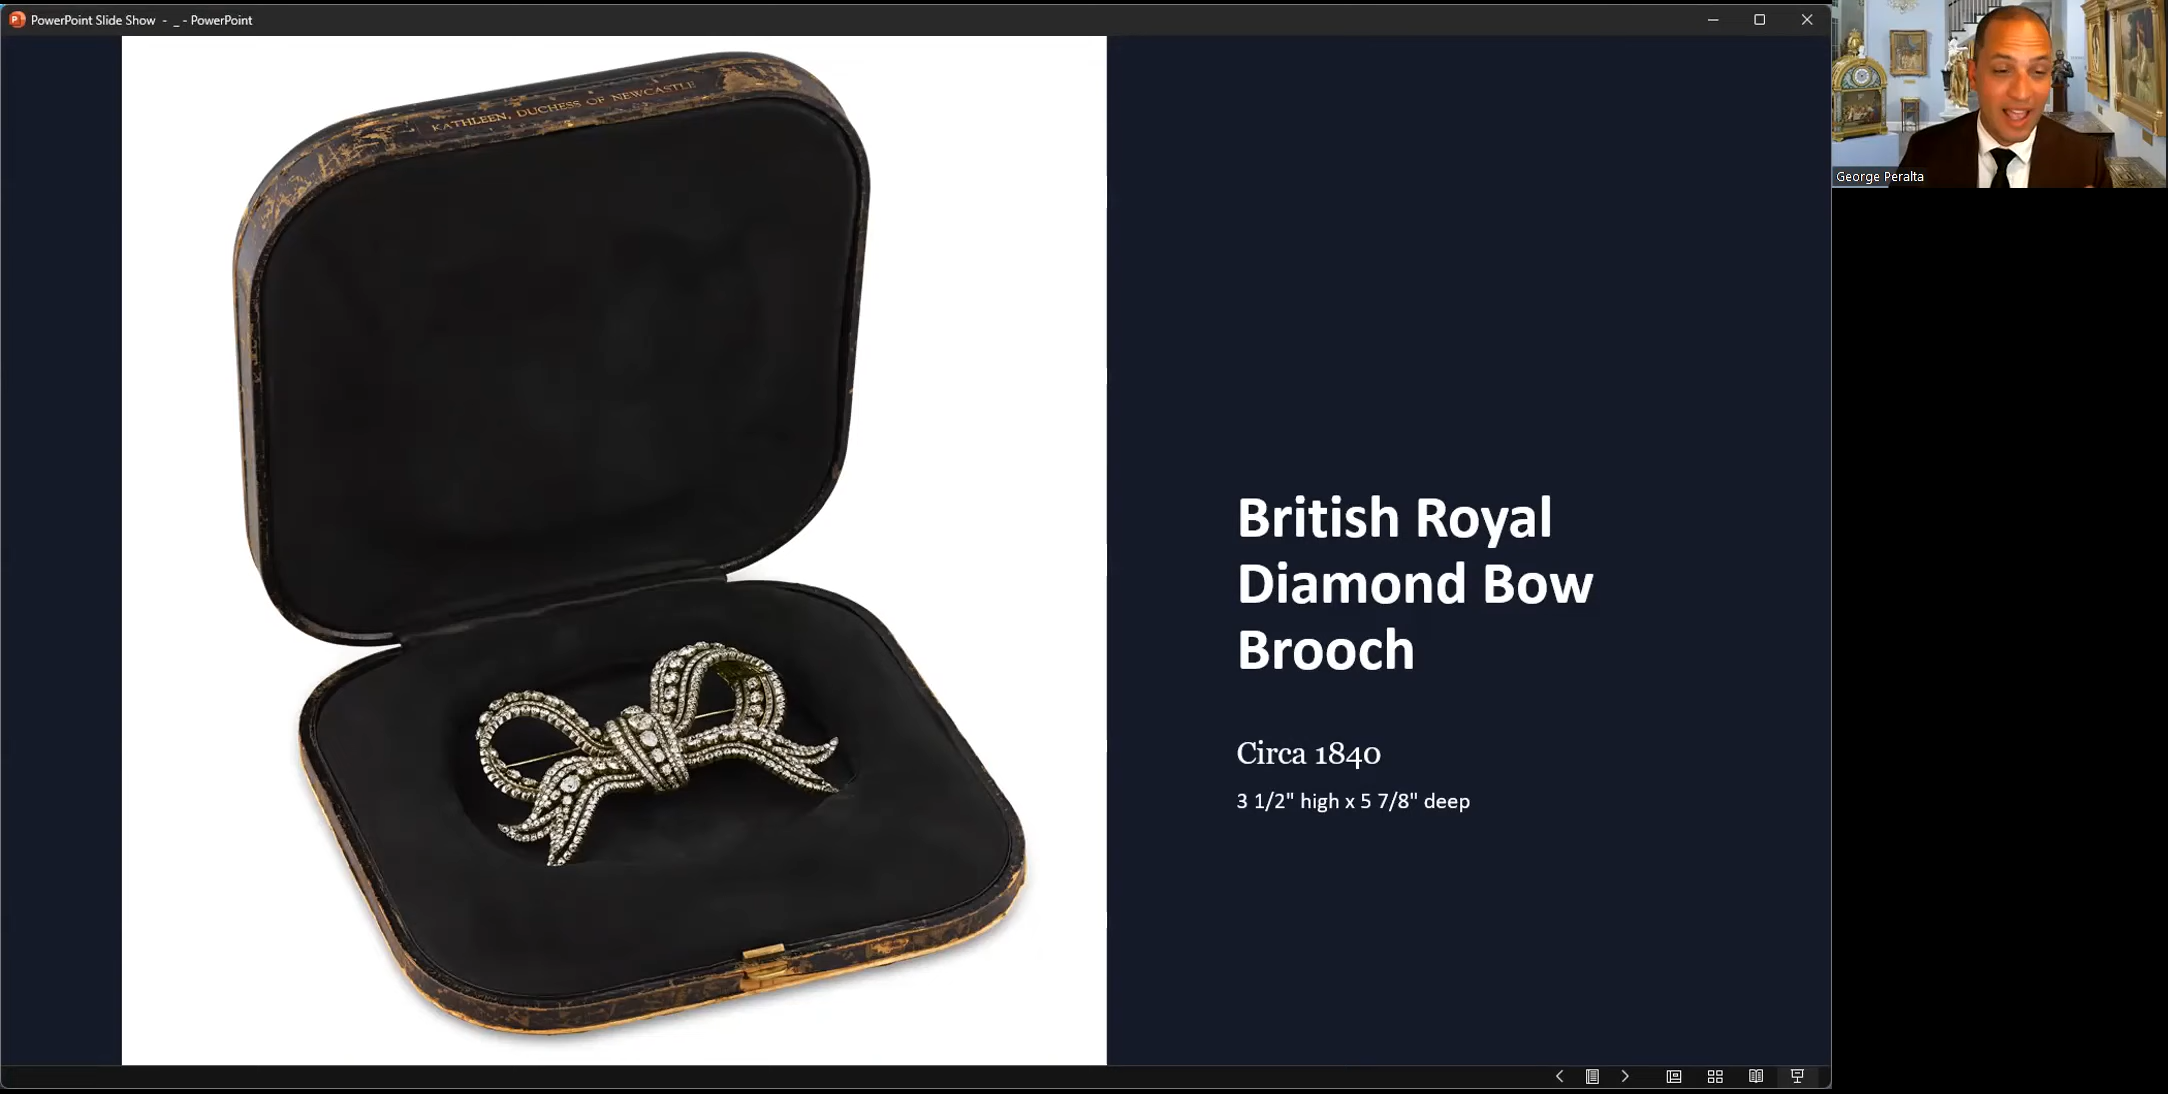 PowerPoint Slide Show - _ - PowerPoint
KATHLEEN, DUCHESS OF NEWCASTLE
George Peralta
British Royal
Diamond Bow
Brooch
Circa 1840
3 1/2" high x 5 7/8" deep